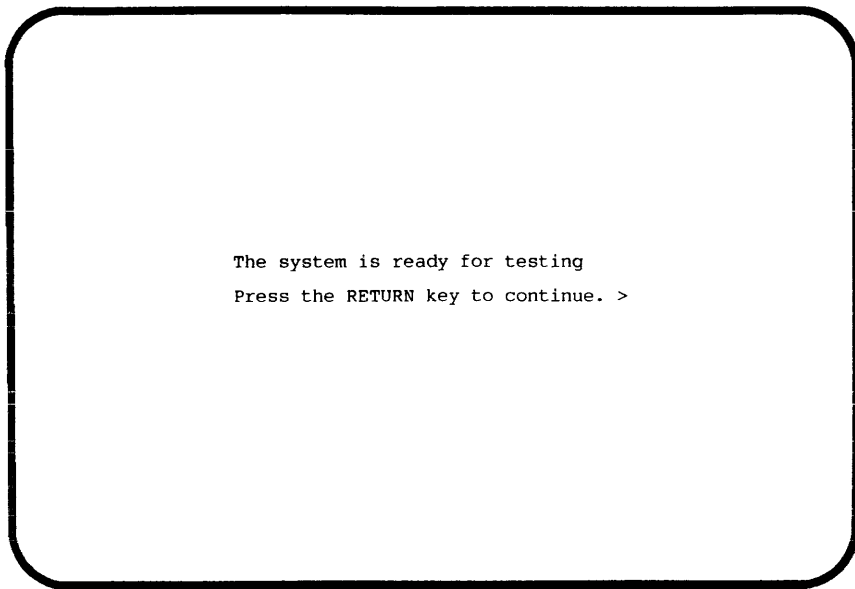 The system is ready for testing
Press the RETURN key to continue. >